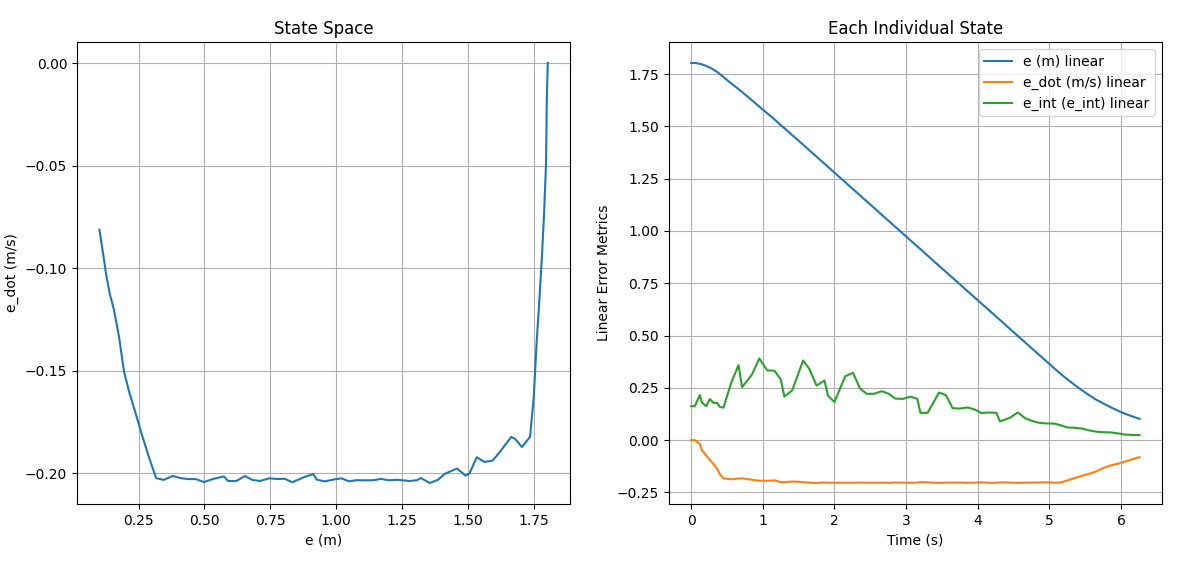 State Space
0.00
−0.05
−0.10
−0.15
−0.20
e_dot (m/s)
0.25 0.50 0.75 1.00 1.25 1.50 1.75
e (m)
Each Individual State
e (m) linear
e_dot (m/s) linear
e_int (e_int) linear
1.75
1.50
1.25
1.00
0.75
0.50
0.25
0.00
−0.25
Linear Error Metrics
0 1 2 3 4 5 6
Time (s)